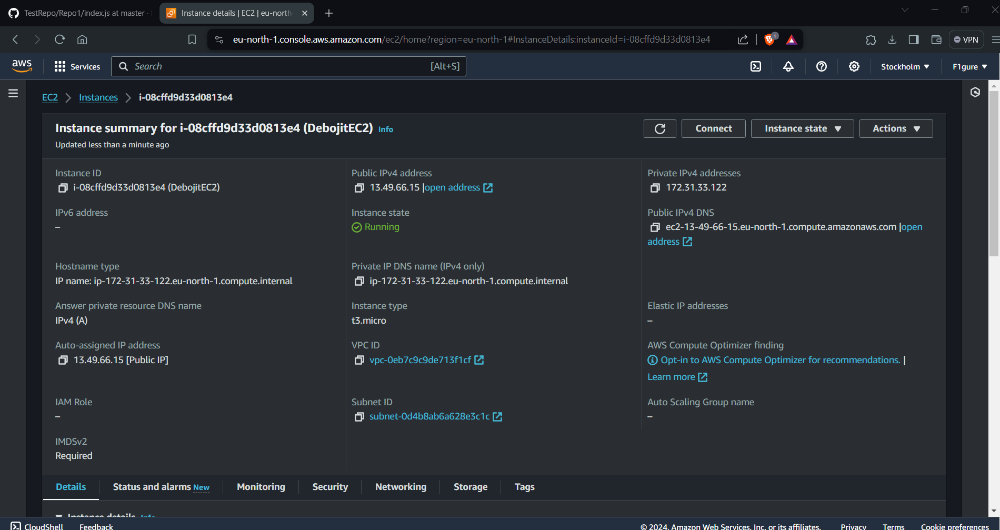 TestRepo/Repo1/index.js at master ·
Instance details | EC2 | eu-north-
eu-north-1.console.aws.amazon.com/ec2/home?region=eu-north-1#InstanceDetails:instanceId=i-08cffd9d33d0813e4
1
VPN
aws
Services
Search
[Alt+S]
Stockholm
F1gure
EC2
Instances
i-08cffd9d33d0813e4
Instance summary for i-08cffd9d33d0813e4 (DebojitEC2) Info
Updated less than a minute ago
Connect
Instance state
Actions
Instance ID
i-08cffd9d33d0813e4 (DebojitEC2)
Public IPv4 address
13.49.66.15 |open address
Private IPv4 addresses
172.31.33.122
IPv6 address
–
Instance state
Running
Public IPv4 DNS
ec2-13-49-66-15.eu-north-1.compute.amazonaws.com |open
address
Hostname type
IP name: ip-172-31-33-122.eu-north-1.compute.internal
Private IP DNS name (IPv4 only)
ip-172-31-33-122.eu-north-1.compute.internal
Answer private resource DNS name
IPv4 (A)
Instance type
t3.micro
Elastic IP addresses
–
Auto-assigned IP address
13.49.66.15 [Public IP]
VPC ID
vpc-0eb7c9c9de713f1cf
AWS Compute Optimizer finding
Opt-in to AWS Compute Optimizer for recommendations. |
Learn more
IAM Role
–
Subnet ID
subnet-0d4b8ab6a628e3c1c
Auto Scaling Group name
–
IMDSv2
Required
Details
Status and alarms New
Monitoring
Security
Networking
Storage
Tags
Instance details Info
CloudShell
Feedback
© 2024, Amazon Web Services, Inc. or its affiliates.
Privacy
Terms
Cookie preferences